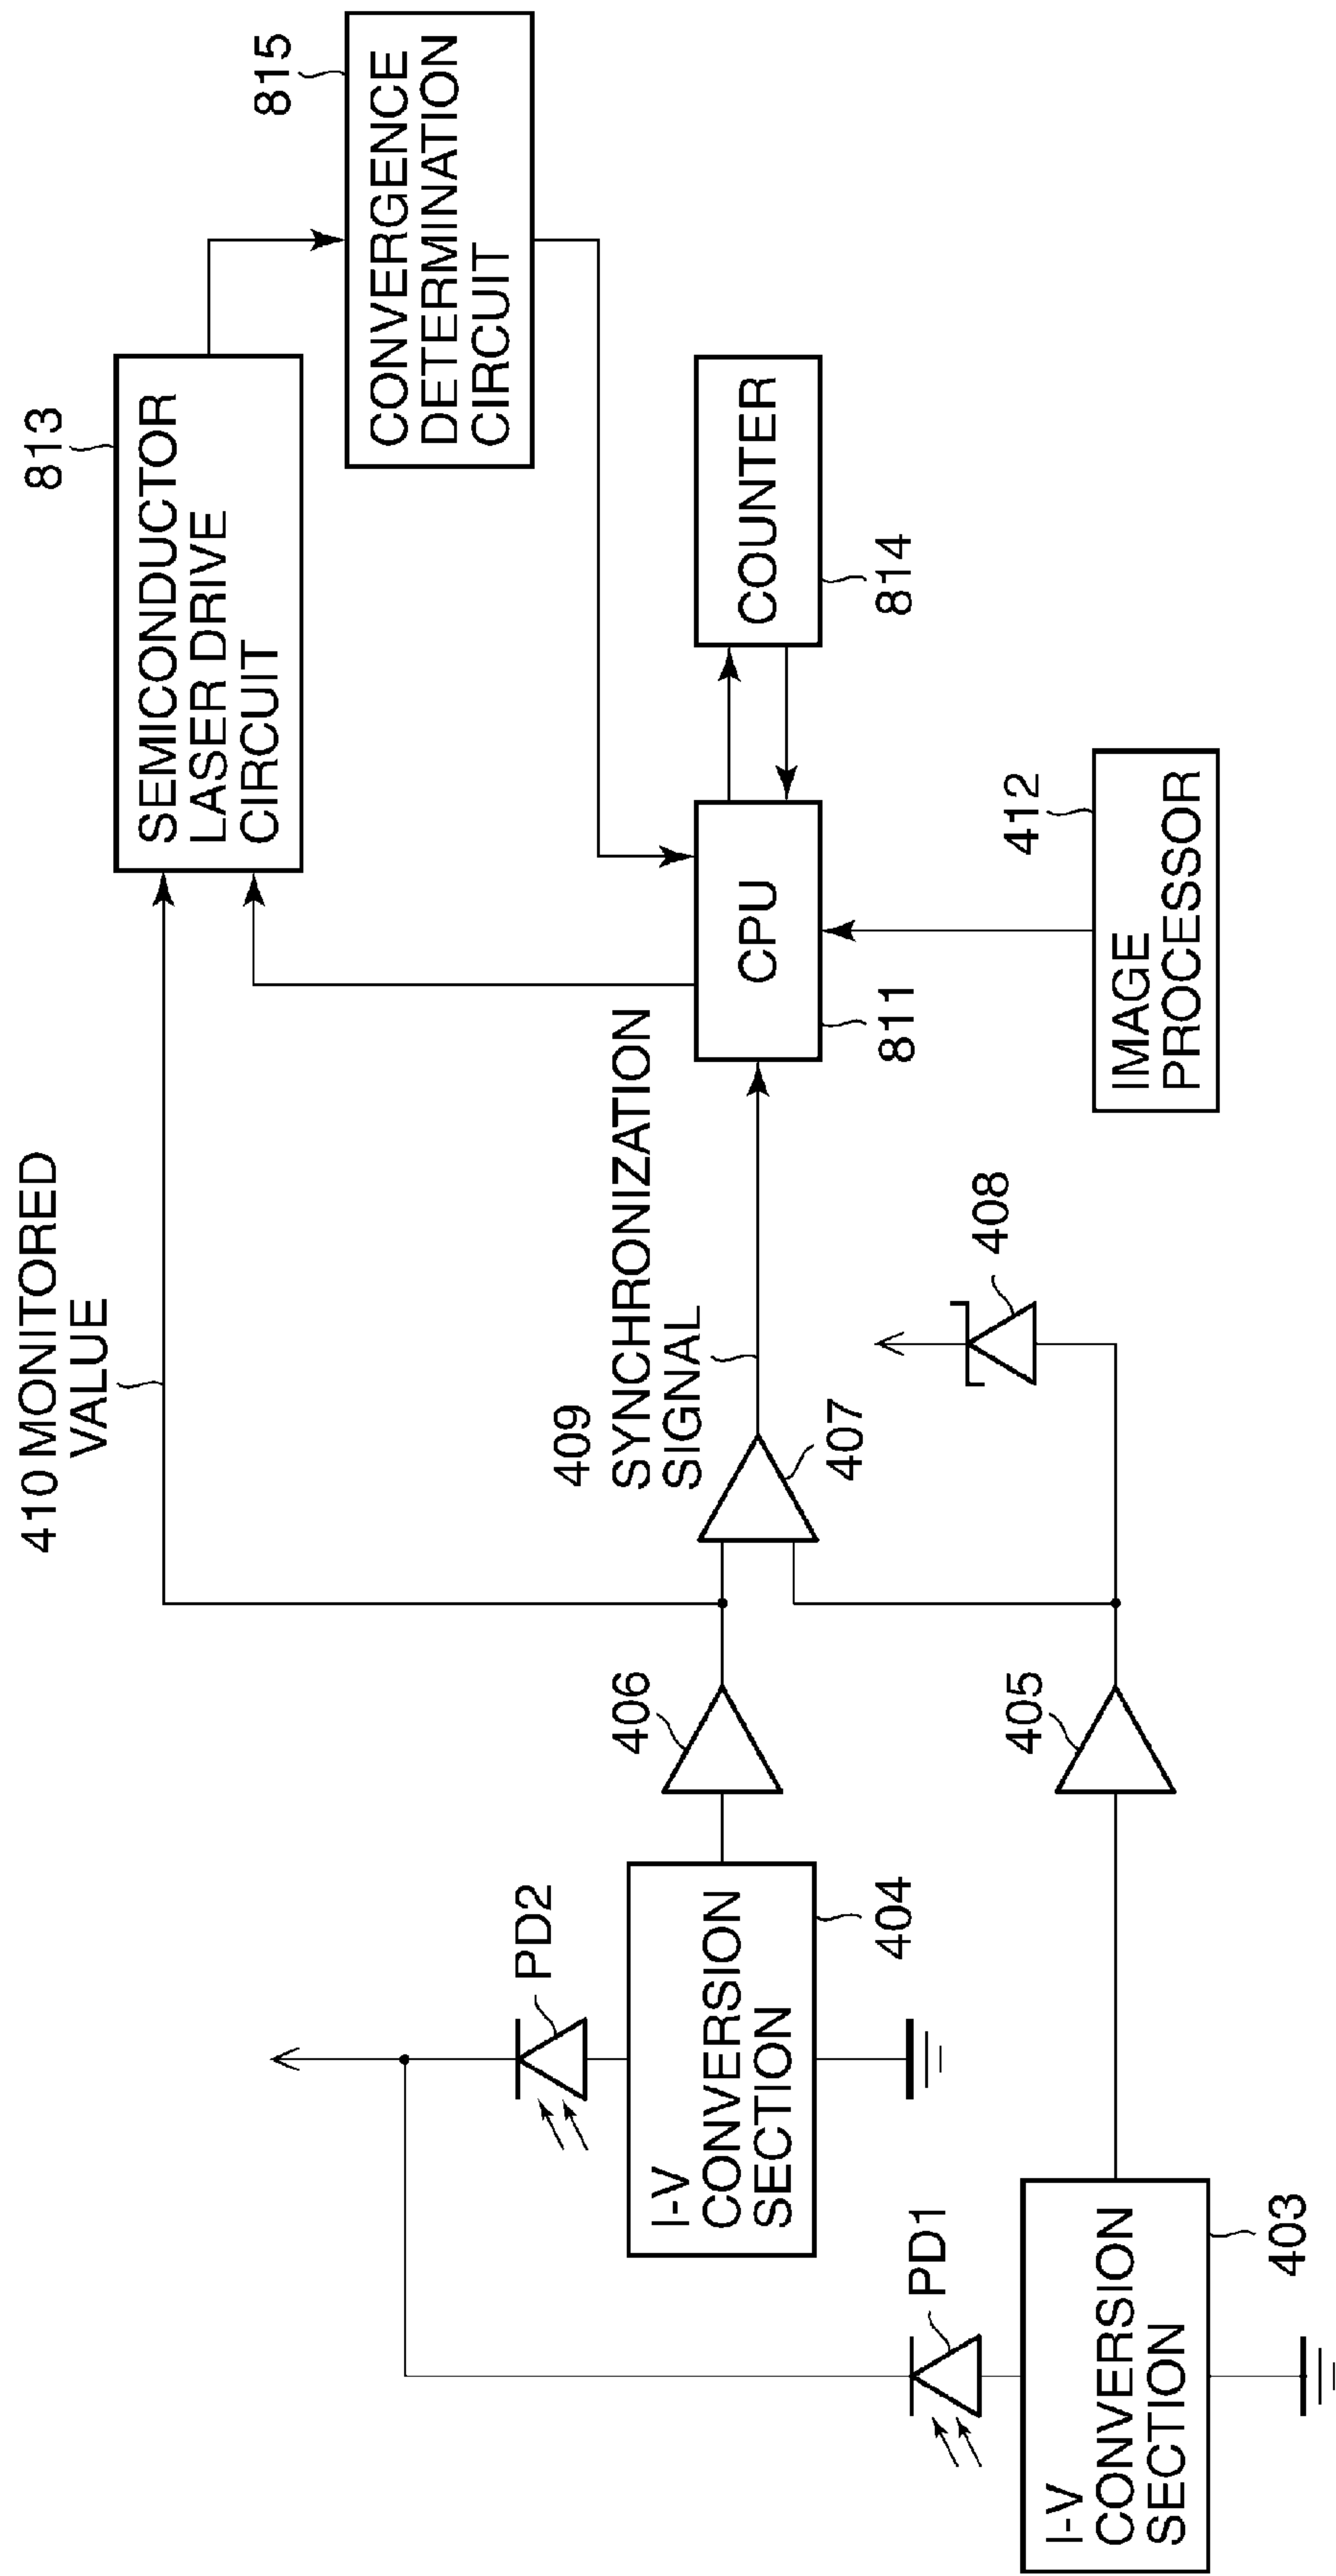 410 MONITORED
VALUE
813
SEMICONDUCTOR
LASER DRIVE
CIRCUIT
815
CONVERGENCE
DETERMINATION
CIRCUIT
PD2
I-V
CONVERSION
SECTION
404
406
409
SYNCHRONIZATION
SIGNAL
407
CPU
811
COUNTER
814
PD1
I-V
CONVERSION
SECTION
403
405
408
412
IMAGE
PROCESSOR